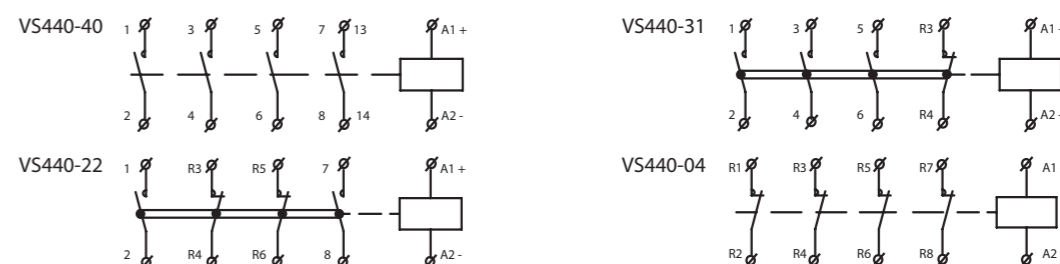 VS440-40 1 3 5 7 13 A1 +
2 4 6 8 14 A2 -
VS440-31 1 3 5 R3 A1 +
2 4 6 R4 A2 -
VS440-22 1 R3 R5 7 A1 +
2 R4 R6 8 A2 -
VS440-04 R1 R3 R5 R7 A1
R2 R4 R6 R8 A2